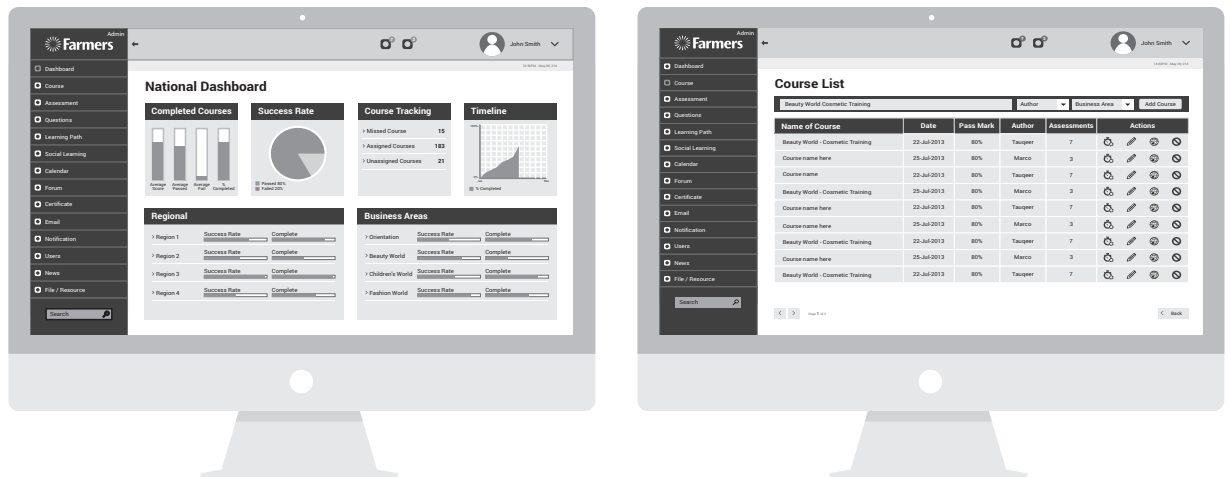 Admin
Farmers
John Smith
Dashboard
Course
Assessment
Questions
Learning Path
Social Learning
Calendar
Forum
Certificate
Email
Notification
Users
News
File / Resource
Search
National Dashboard
Completed Courses
Average Score
Average Passed
Average Fail
% Completed
Success Rate
Passed 80%
Failed 20%
Course Tracking
> Missed Course 15
> Assigned Courses 183
> Unassigned Courses 21
Timeline
% Completed
Regional
> Region 1 Success Rate Complete
> Region 2 Success Rate Complete
> Region 3 Success Rate Complete
> Region 4 Success Rate Complete
Business Areas
> Orientation Success Rate Complete
> Beauty World Success Rate Complete
> Children's World Success Rate Complete
> Fashion World Success Rate Complete
Admin
Farmers
John Smith
Dashboard
Course
Assessment
Questions
Learning Path
Social Learning
Calendar
Forum
Certificate
Email
Notification
Users
News
File / Resource
Search
Course List
Beauty World Cosmetic Training Author Business Area Add Course
Name of Course Date Pass Mark Author Assessments Actions
Beauty World - Cosmetic Training 22-Jul-2013 80% Tauqeer 7
Course name here 25-Jul-2013 80% Marco 3
Course name 22-Jul-2013 80% Tauqeer 7
Beauty World - Cosmetic Training 25-Jul-2013 80% Marco 3
Course name here 22-Jul-2013 80% Tauqeer 7
Course name here 25-Jul-2013 80% Marco 3
Beauty World - Cosmetic Training 22-Jul-2013 80% Tauqeer 7
Course name here 25-Jul-2013 80% Marco 3
Beauty World - Cosmetic Training 22-Jul-2013 80% Tauqeer 7
< > < Back